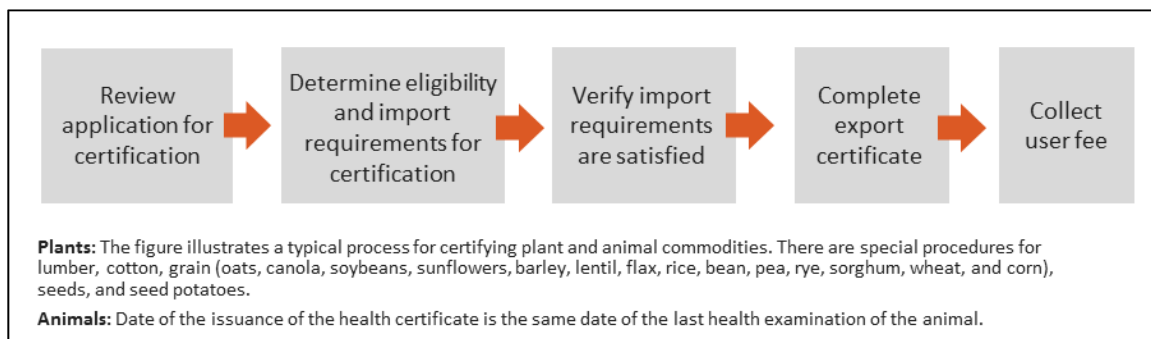 Review
application for
certification
Determine eligibility
and import
requirements for
certification
Verify import
requirements
are satisfied
Complete
export
certificate
Collect
user fee
Plants: The figure illustrates a typical process for certifying plant and animal commodities. There are special procedures for
lumber, cotton, grain (oats, canola, soybeans, sunflowers, barley, lentil, flax, rice, bean, pea, rye, sorghum, wheat, and corn),
seeds, and seed potatoes.
Animals: Date of the issuance of the health certificate is the same date of the last health examination of the animal.